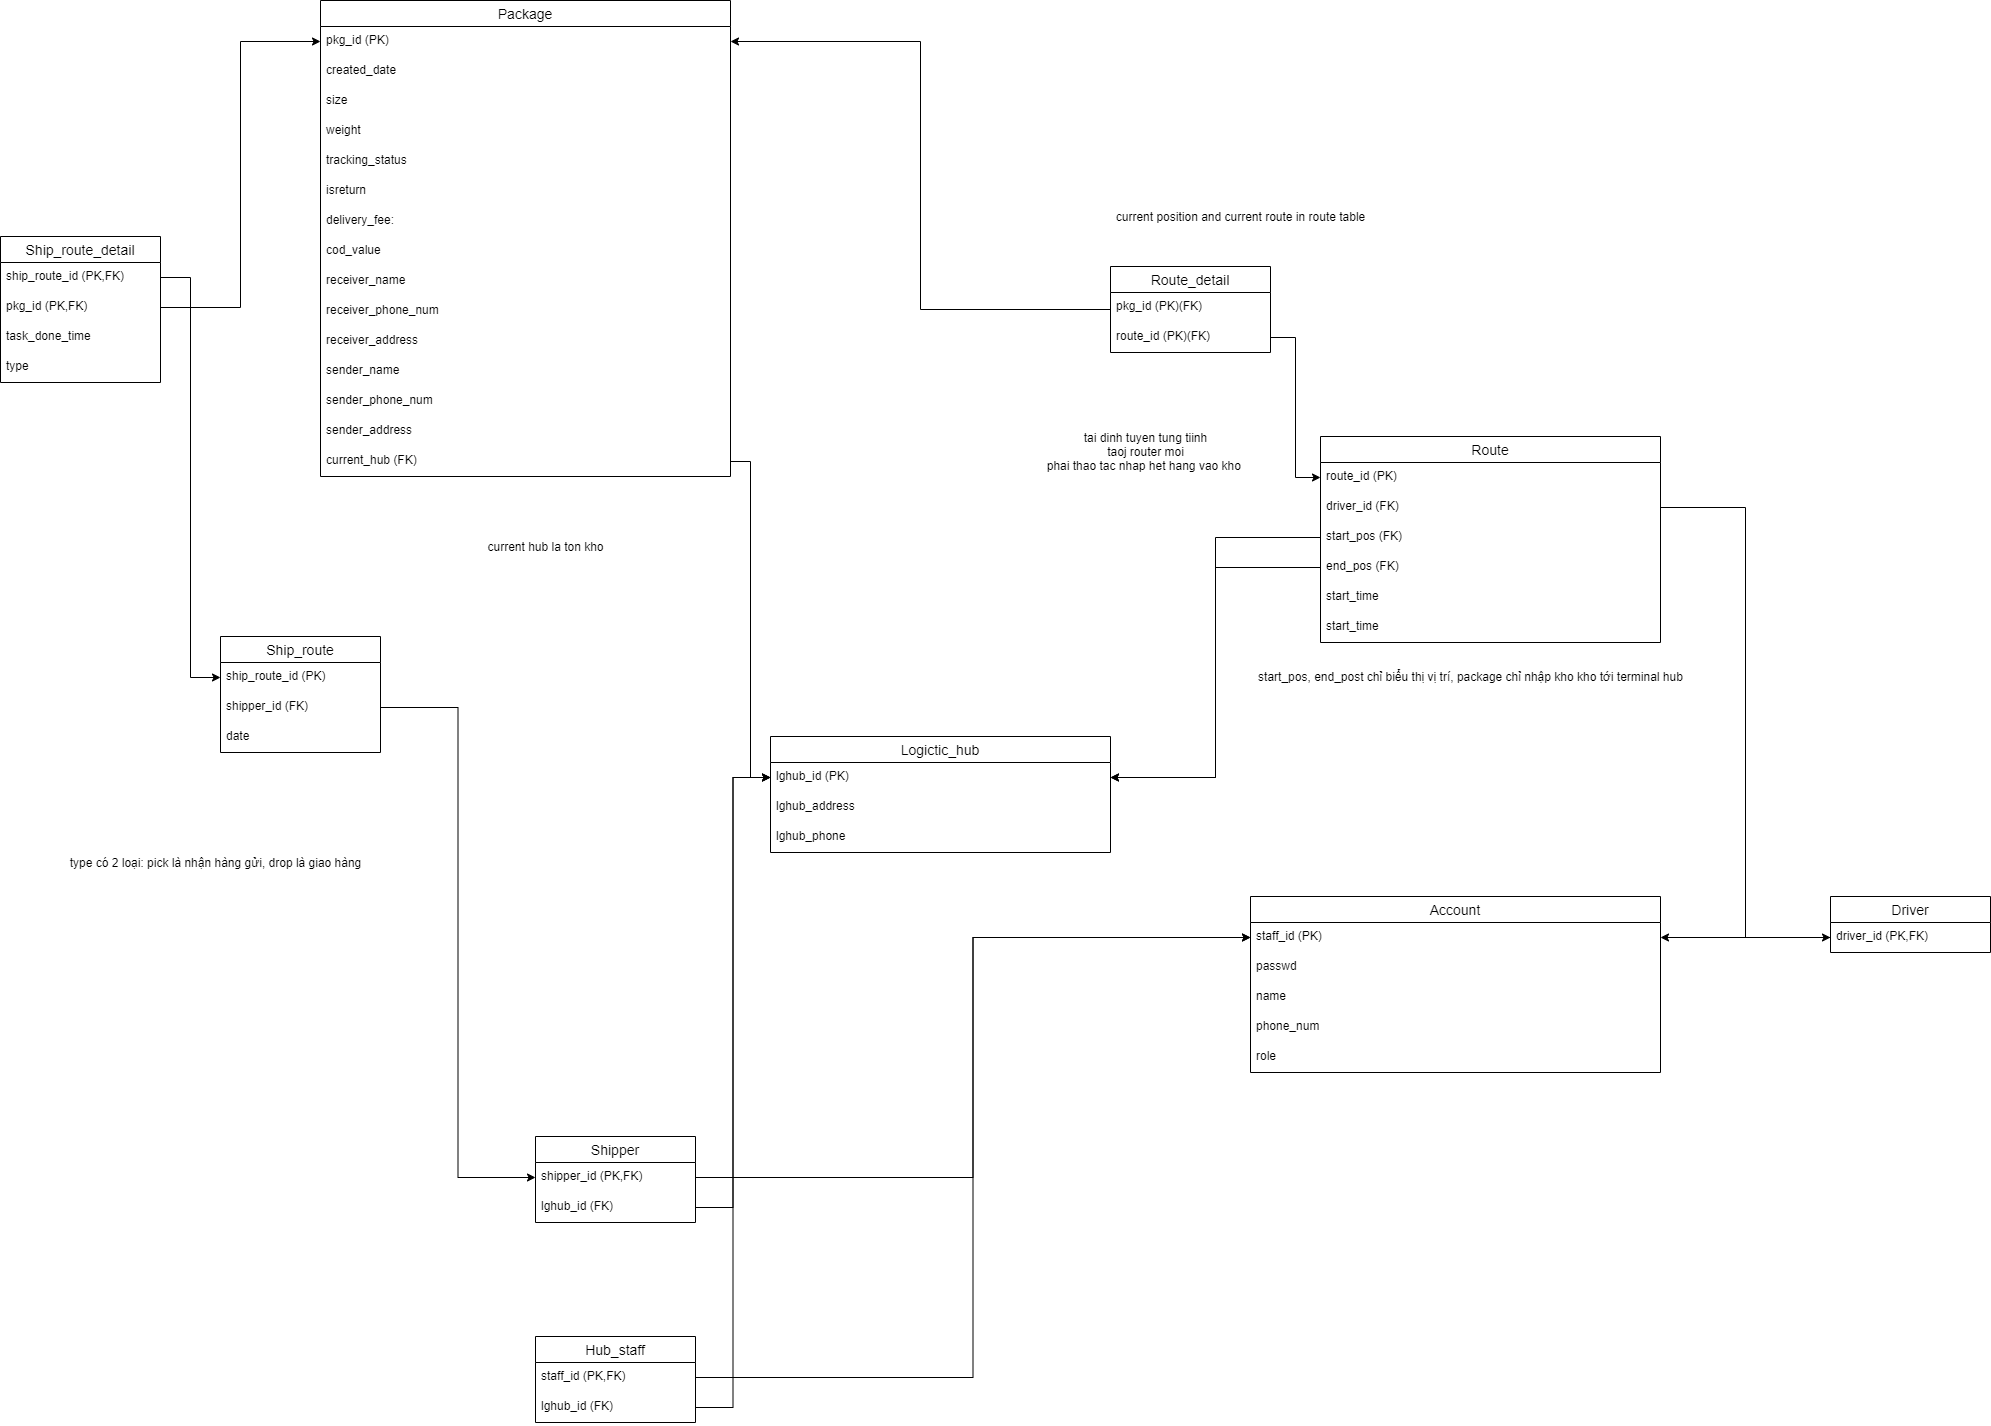 Package
pkg_id (PK)
created_date
size
weight
tracking_status
isreturn
delivery_fee:
cod_value
receiver_name
receiver_phone_num
receiver_address
sender_name
sender_phone_num
sender_address
current_hub (FK)
Ship_route_detail
ship_route_id (PK,FK)
pkg_id (PK,FK)
task_done_time
type
current position and current route in route table
Route_detail
pkg_id (PK)(FK)
route_id (PK)(FK)
tai dinh tuyen tung tiinh
taoj router moi
phai thao tac nhap het hang vao kho
Route
route_id (PK)
driver_id (FK)
start_pos (FK)
end_pos (FK)
start_time
start_time
current hub la ton kho
start_pos, end_post chỉ biểu thị vị trí, package chỉ nhập kho kho tới terminal hub
Ship_route
ship_route_id (PK)
shipper_id (FK)
date
Logictic_hub
lghub_id (PK)
lghub_address
lghub_phone
type có 2 loại: pick là nhận hàng gửi, drop là giao hàng
Account
staff_id (PK)
passwd
name
phone_num
role
Driver
driver_id (PK,FK)
Shipper
shipper_id (PK,FK)
lghub_id (FK)
Hub_staff
staff_id (PK,FK)
lghub_id (FK)